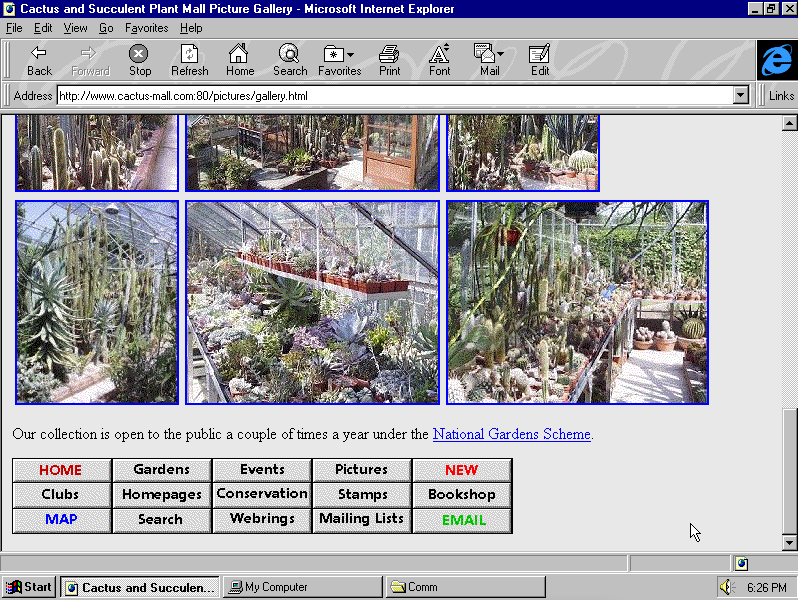 Cactus and Succulent Plant Mall Picture Gallery - Microsoft Internet Explorer
File Edit View Go Favorites Help
Back Forward Stop Refresh Home Search Favorites Print Font Mail Edit
Address http://www.cactus-mall.com:80/pictures/gallery.html Links
Our collection is open to the public a couple of times a year under the National Gardens Scheme.
HOME Gardens Events Pictures NEW
Clubs Homepages Conservation Stamps Bookshop
MAP Search Webrings Mailing Lists EMAIL
Start Cactus and Succulen... My Computer Comm 6:26 PM